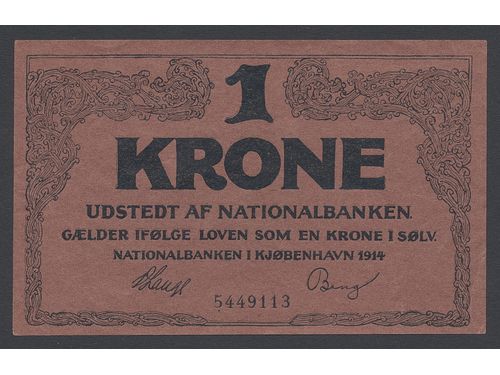 1
KRONE
UDSTEDT AF NATIONALBANKEN.
GÆLDER IFØLGE LOVEN SOM EN KRONE I SØLV.
NATIONALBANKEN I KJØBENHAVN 1914
5449113